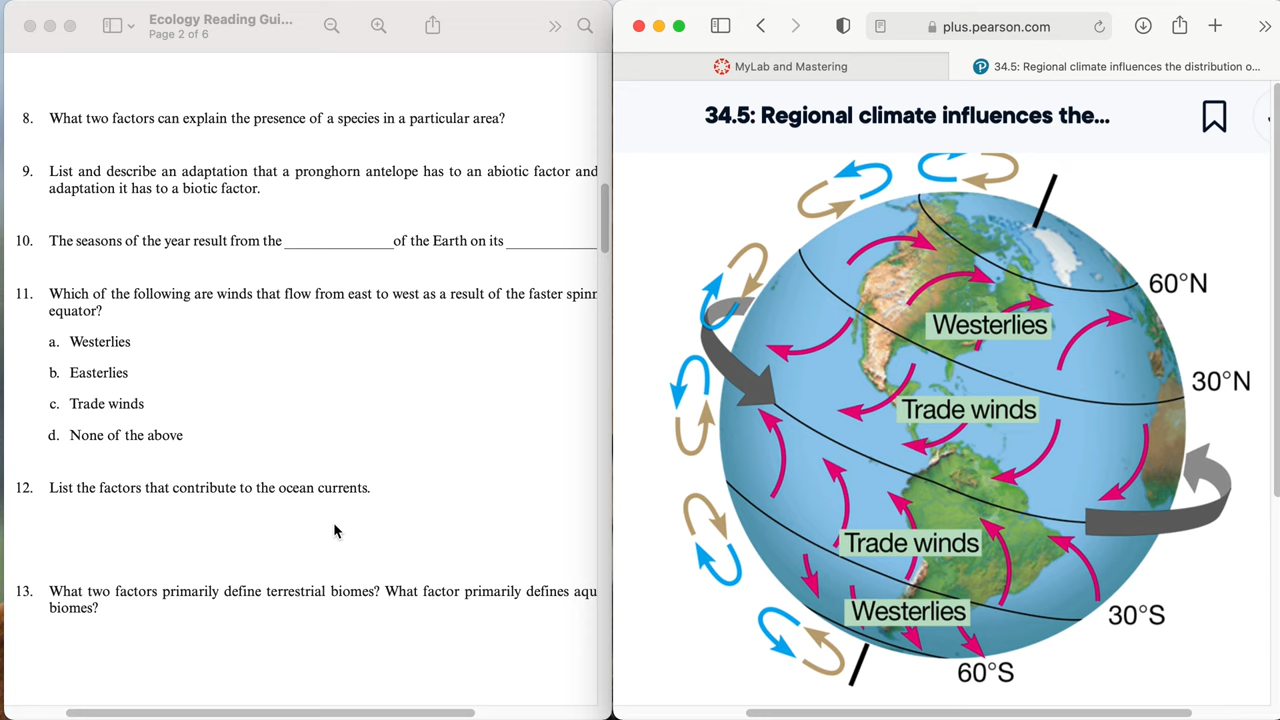 Ecology Reading Gui...
Page 2 of 6
8. What two factors can explain the presence of a species in a particular area?
9. List and describe an adaptation that a pronghorn antelope has to an abiotic factor and
adaptation it has to a biotic factor.
10. The seasons of the year result from the _______________of the Earth on its _____________
11. Which of the following are winds that flow from east to west as a result of the faster
equator?
a. Westerlies
b. Easterlies
c. Trade winds
d. None of the above
12. List the factors that contribute to the ocean currents.
13. What two factors primarily define terrestrial biomes? What factor primarily defines
biomes?
plus.pearson.com
MyLab and Mastering
34.5: Regional climate influences the distribution o...
34.5: Regional climate influences the...
60°N
Westerlies
30°N
Trade winds
Trade winds
Westerlies
30°S
60°S